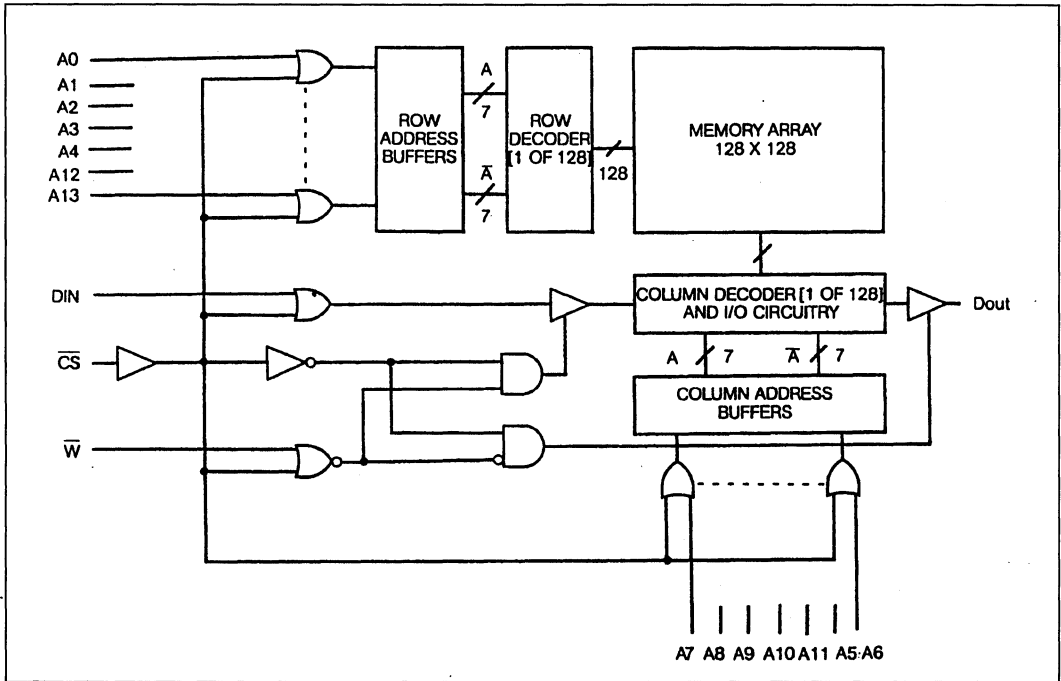 A0
A1
A2
A3
A4
A12
A13
ROW
ADDRESS
BUFFERS
A
7
A̅
7
ROW
DECODER
[1 OF 128]
128
MEMORY ARRAY
128 X 128
DIN
C̅S̅
W̅
COLUMN DECODER [1 OF 128]
AND I/O CIRCUITRY
Dout
A 7 A̅ 7
COLUMN ADDRESS
BUFFERS
A7 A8 A9 A10 A11 A5 A6